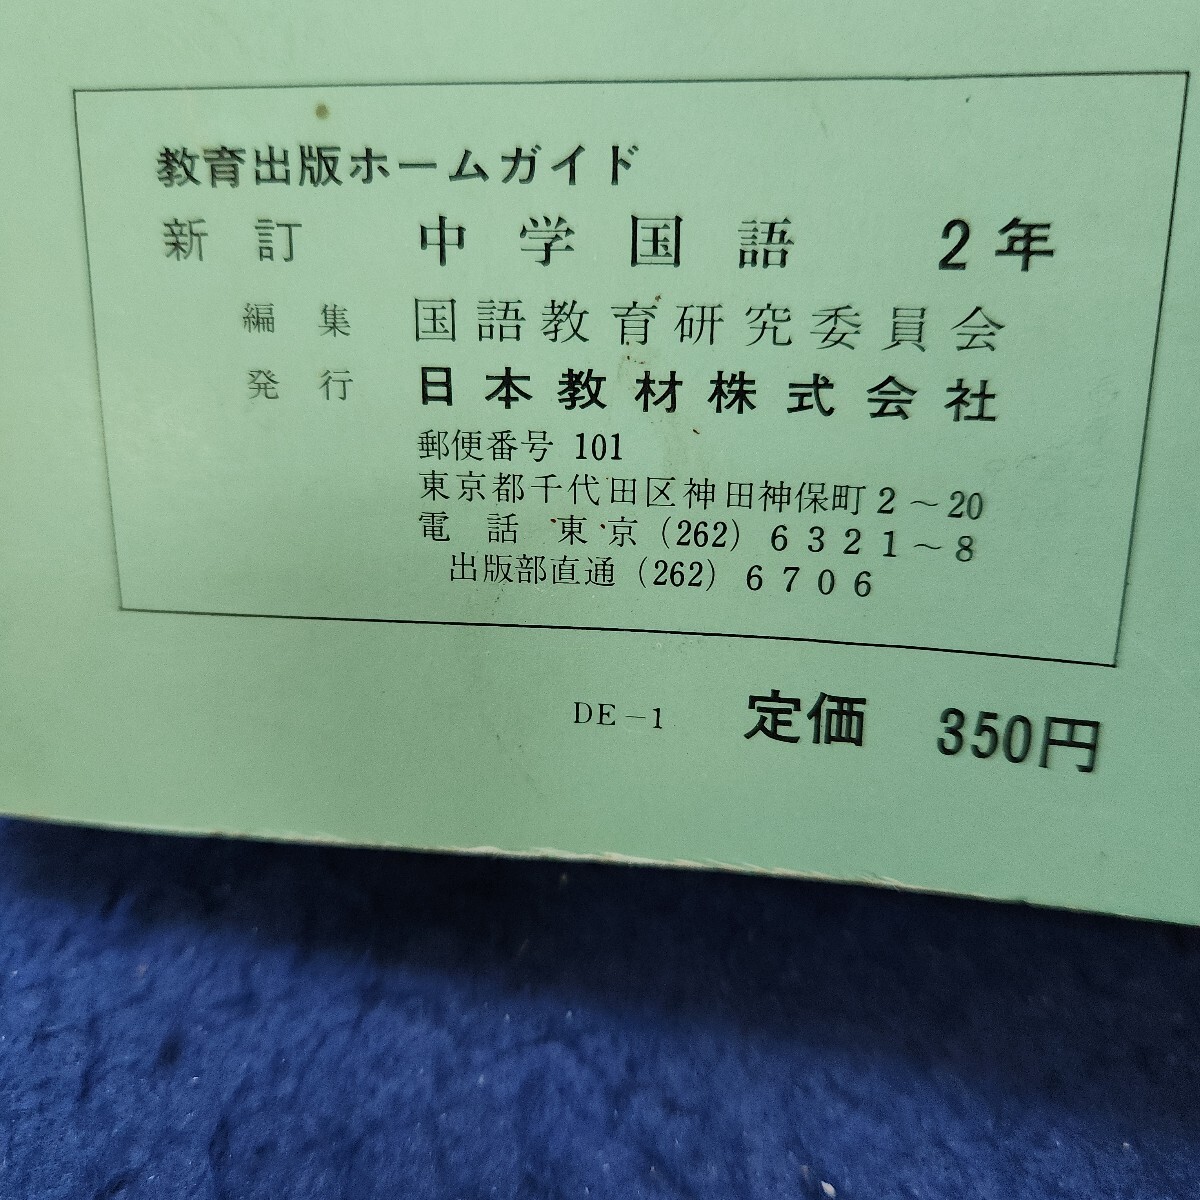 教育出版ホームガイド
新訂 中学国語 2年
編集 国語教育研究委員会
発行 日本教材株式会社
郵便番号 101
東京都千代田区神田神保町2～20
電話 東京(262)6321～8
出版部直通(262)6706
DE-1 定価 350円